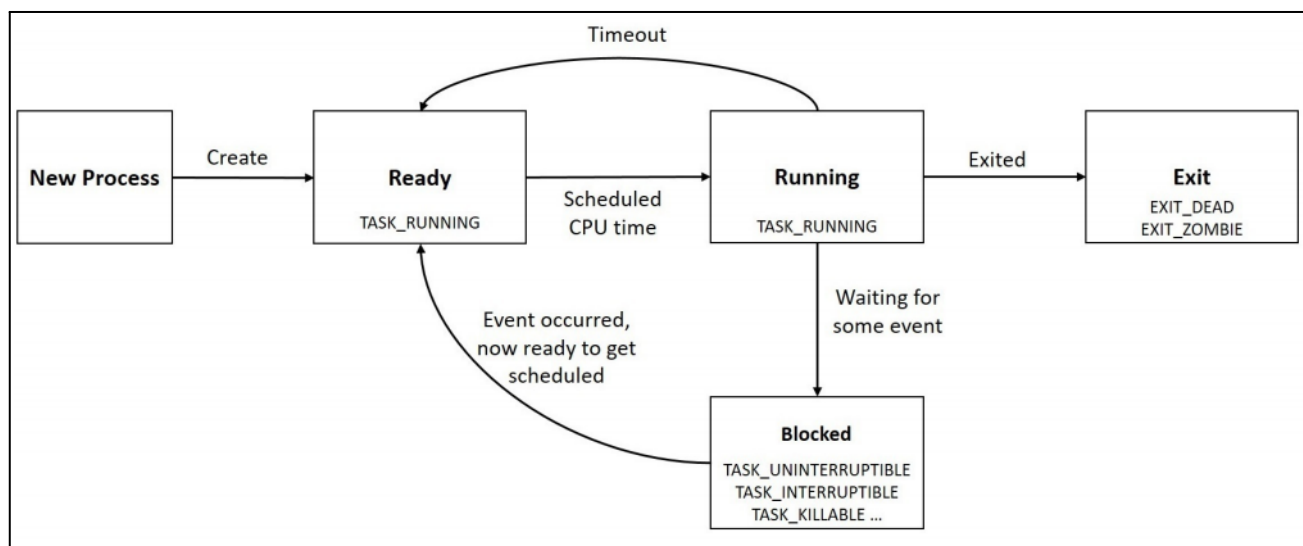 Timeout
New Process
Create
Ready
TASK_RUNNING
Scheduled
CPU time
Running
TASK_RUNNING
Exited
Exit
EXIT_DEAD
EXIT_ZOMBIE
Event occurred,
now ready to get
scheduled
Waiting for
some event
Blocked
TASK_UNINTERRUPTIBLE
TASK_INTERRUPTIBLE
TASK_KILLABLE ...